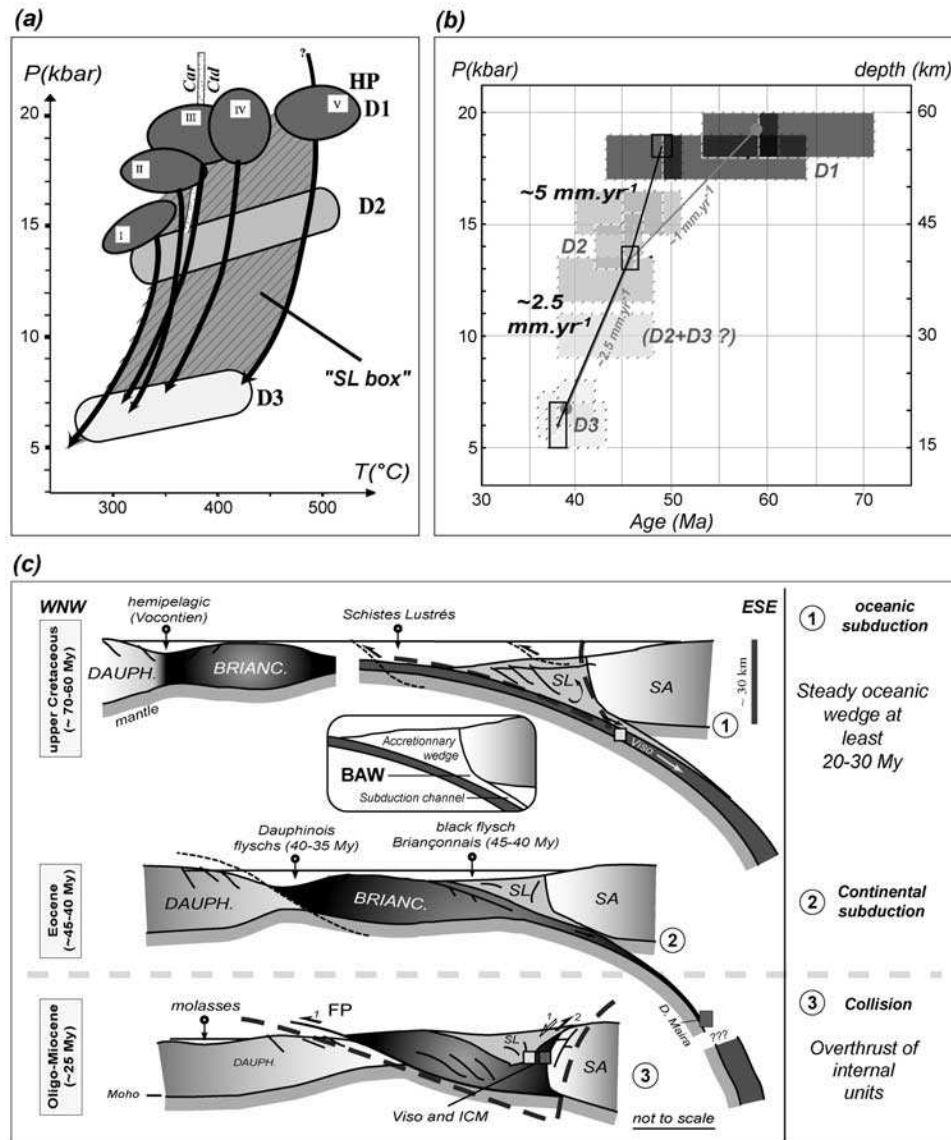 (a)
P(kbar)
20
15
10
5
Car
Ctd
?
HP
D1
I
II
III
IV
V
D2
"SL box"
D3
T(°C)
300
400
500
(b)
P(kbar)
depth (km)
20
15
10
5
60
45
30
15
D1
~5 mm.yr-1
~1 mm.yr-1
D2
~2.5
mm.yr-1
~2.5 mm.yr-1
(D2+D3 ?)
D3
30
40
50
60
70
Age (Ma)
(c)
WNW
hemipelagic
(Vocontien)
Schistes Lustrés
ESE
upper Cretaceous
(~ 70-60 My)
DAUPH.
BRIANC.
mantle
SL
SA
Viso
1
~ 30 km
Accretionnary
wedge
BAW
Subduction channel
1
oceanic
subduction
Steady oceanic
wedge at
least
20-30 My
Eocene
(~45-40 My)
Dauphinois
flyschs (40-35 My)
black flysch
Briançonnais (45-40 My)
DAUPH.
BRIANC.
SL
SA
2
D. Maira
???
2
Continental
subduction
Oligo-Miocene
(~25 My)
molasses
1
FP
DAUPH.
SL
1
2
SA
Moho
Viso and ICM
3
not to scale
3
Collision
Overthrust of
internal
units